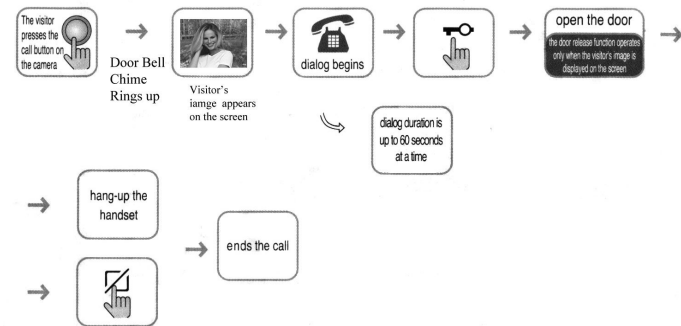 The visitor
presses the
call button on
the camera
Door Bell
Chime
Rings up
Visitor's
iamge appears
on the screen
dialog begins
open the door
the door release function operates
only when the visitor's image is
displayed on the screen
dialog duration is
up to 60 seconds
at a time
hang-up the
handset
ends the call